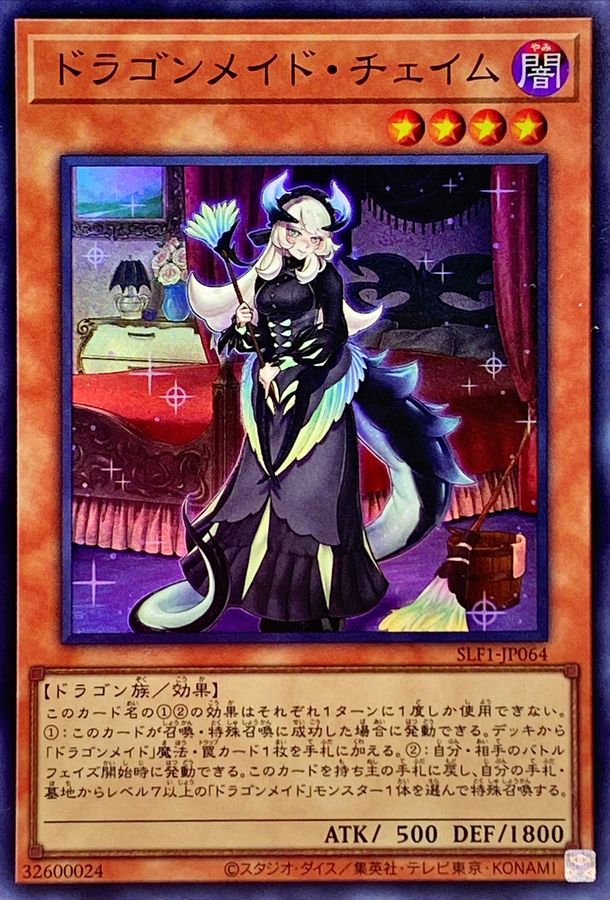 ドラゴンメイド・チェイム
やみ
闇
SLF1-JP064
【ドラゴン族／効果】
このカード名の①②の効果はそれぞれ１ターンに１度しか使用できない。
①：このカードが召喚・特殊召喚に成功した場合に発動できる。デッキから
「ドラゴンメイド」魔法・罠カード１枚を手札に加える。②：自分・相手のバトル
フェイズ開始時に発動できる。このカードを持ち主の手札に戻し、自分の手札・
墓地からレベル７以上の「ドラゴンメイド」モンスター１体を選んで特殊召喚する。
ATK/ 500 DEF/1800
32600024 ©スタジオ・ダイス／集英社・テレビ東京・KONAMI